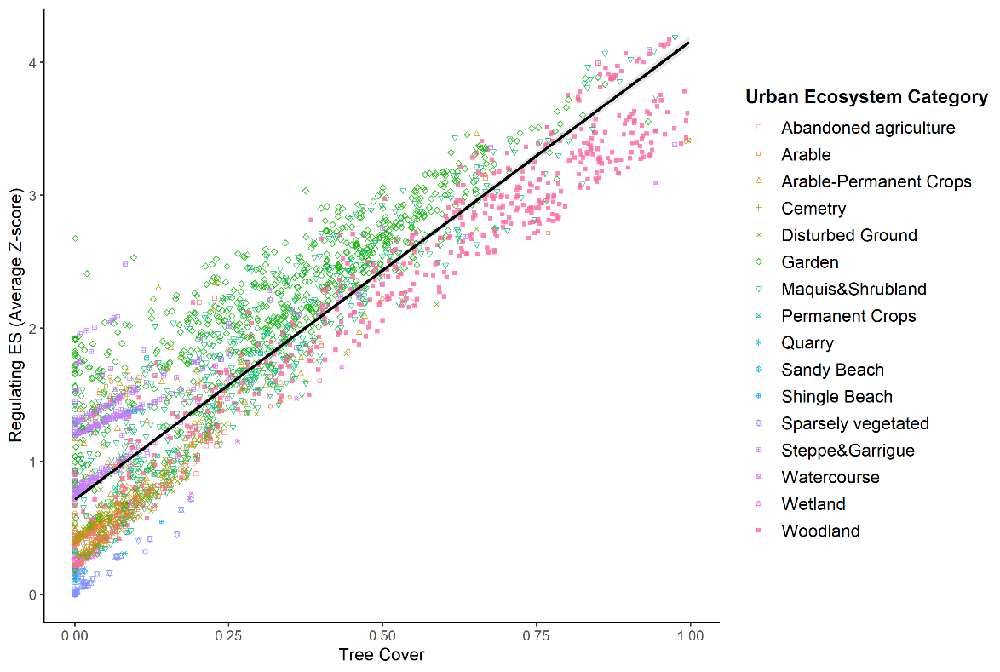 4
3
2
1
0
Regulating ES (Average Z-score)
0.00
0.25
0.50
0.75
1.00
Tree Cover
Urban Ecosystem Category
Abandoned agriculture
Arable
Arable-Permanent Crops
Cemetry
Disturbed Ground
Garden
Maquis&Shrubland
Permanent Crops
Quarry
Sandy Beach
Shingle Beach
Sparsely vegetated
Steppe&Garrigue
Watercourse
Wetland
Woodland